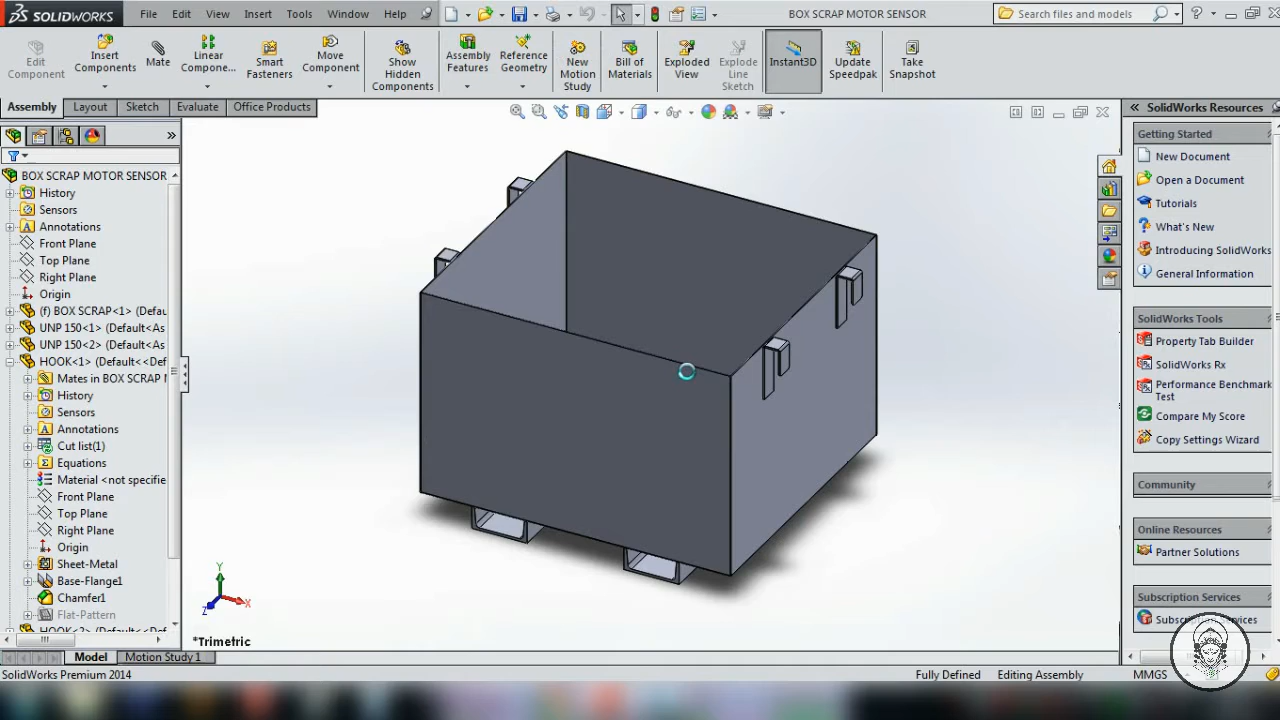 SOLIDWORKS File Edit View Insert Tools Window Help BOX SCRAP MOTOR SENSOR Search files and models
Edit Component
Insert Components
Mate
Linear Compone...
Smart Fasteners
Move Component
Show Hidden Components
Assembly Features
Reference Geometry
New Motion Study
Bill of Materials
Exploded View
Explode Line Sketch
Instant3D
Update Speedpak
Take Snapshot
Assembly Layout Sketch Evaluate Office Products
BOX SCRAP MOTOR SENSOR
History
Sensors
Annotations
Front Plane
Top Plane
Right Plane
Origin
(f) BOX SCRAP<1> (Defau
UNP 150<1> (Default<As
UNP 150<2> (Default<As
HOOK<1> (Default<<Def
Mates in BOX SCRAP M
History
Sensors
Annotations
Cut list(1)
Equations
Material <not specifie
Front Plane
Top Plane
Right Plane
Origin
Sheet-Metal
Base-Flange1
Chamfer1
Flat-Pattern
Y
X
Z
*Trimetric
SolidWorks Resources
Getting Started
New Document
Open a Document
Tutorials
What's New
Introducing SolidWorks
General Information
SolidWorks Tools
Property Tab Builder
SolidWorks Rx
Performance Benchmark
Test
Compare My Score
Copy Settings Wizard
Community
Online Resources
Partner Solutions
Subscription Services
Subscription Services
Model Motion Study 1
SolidWorks Premium 2014 Fully Defined Editing Assembly MMGS